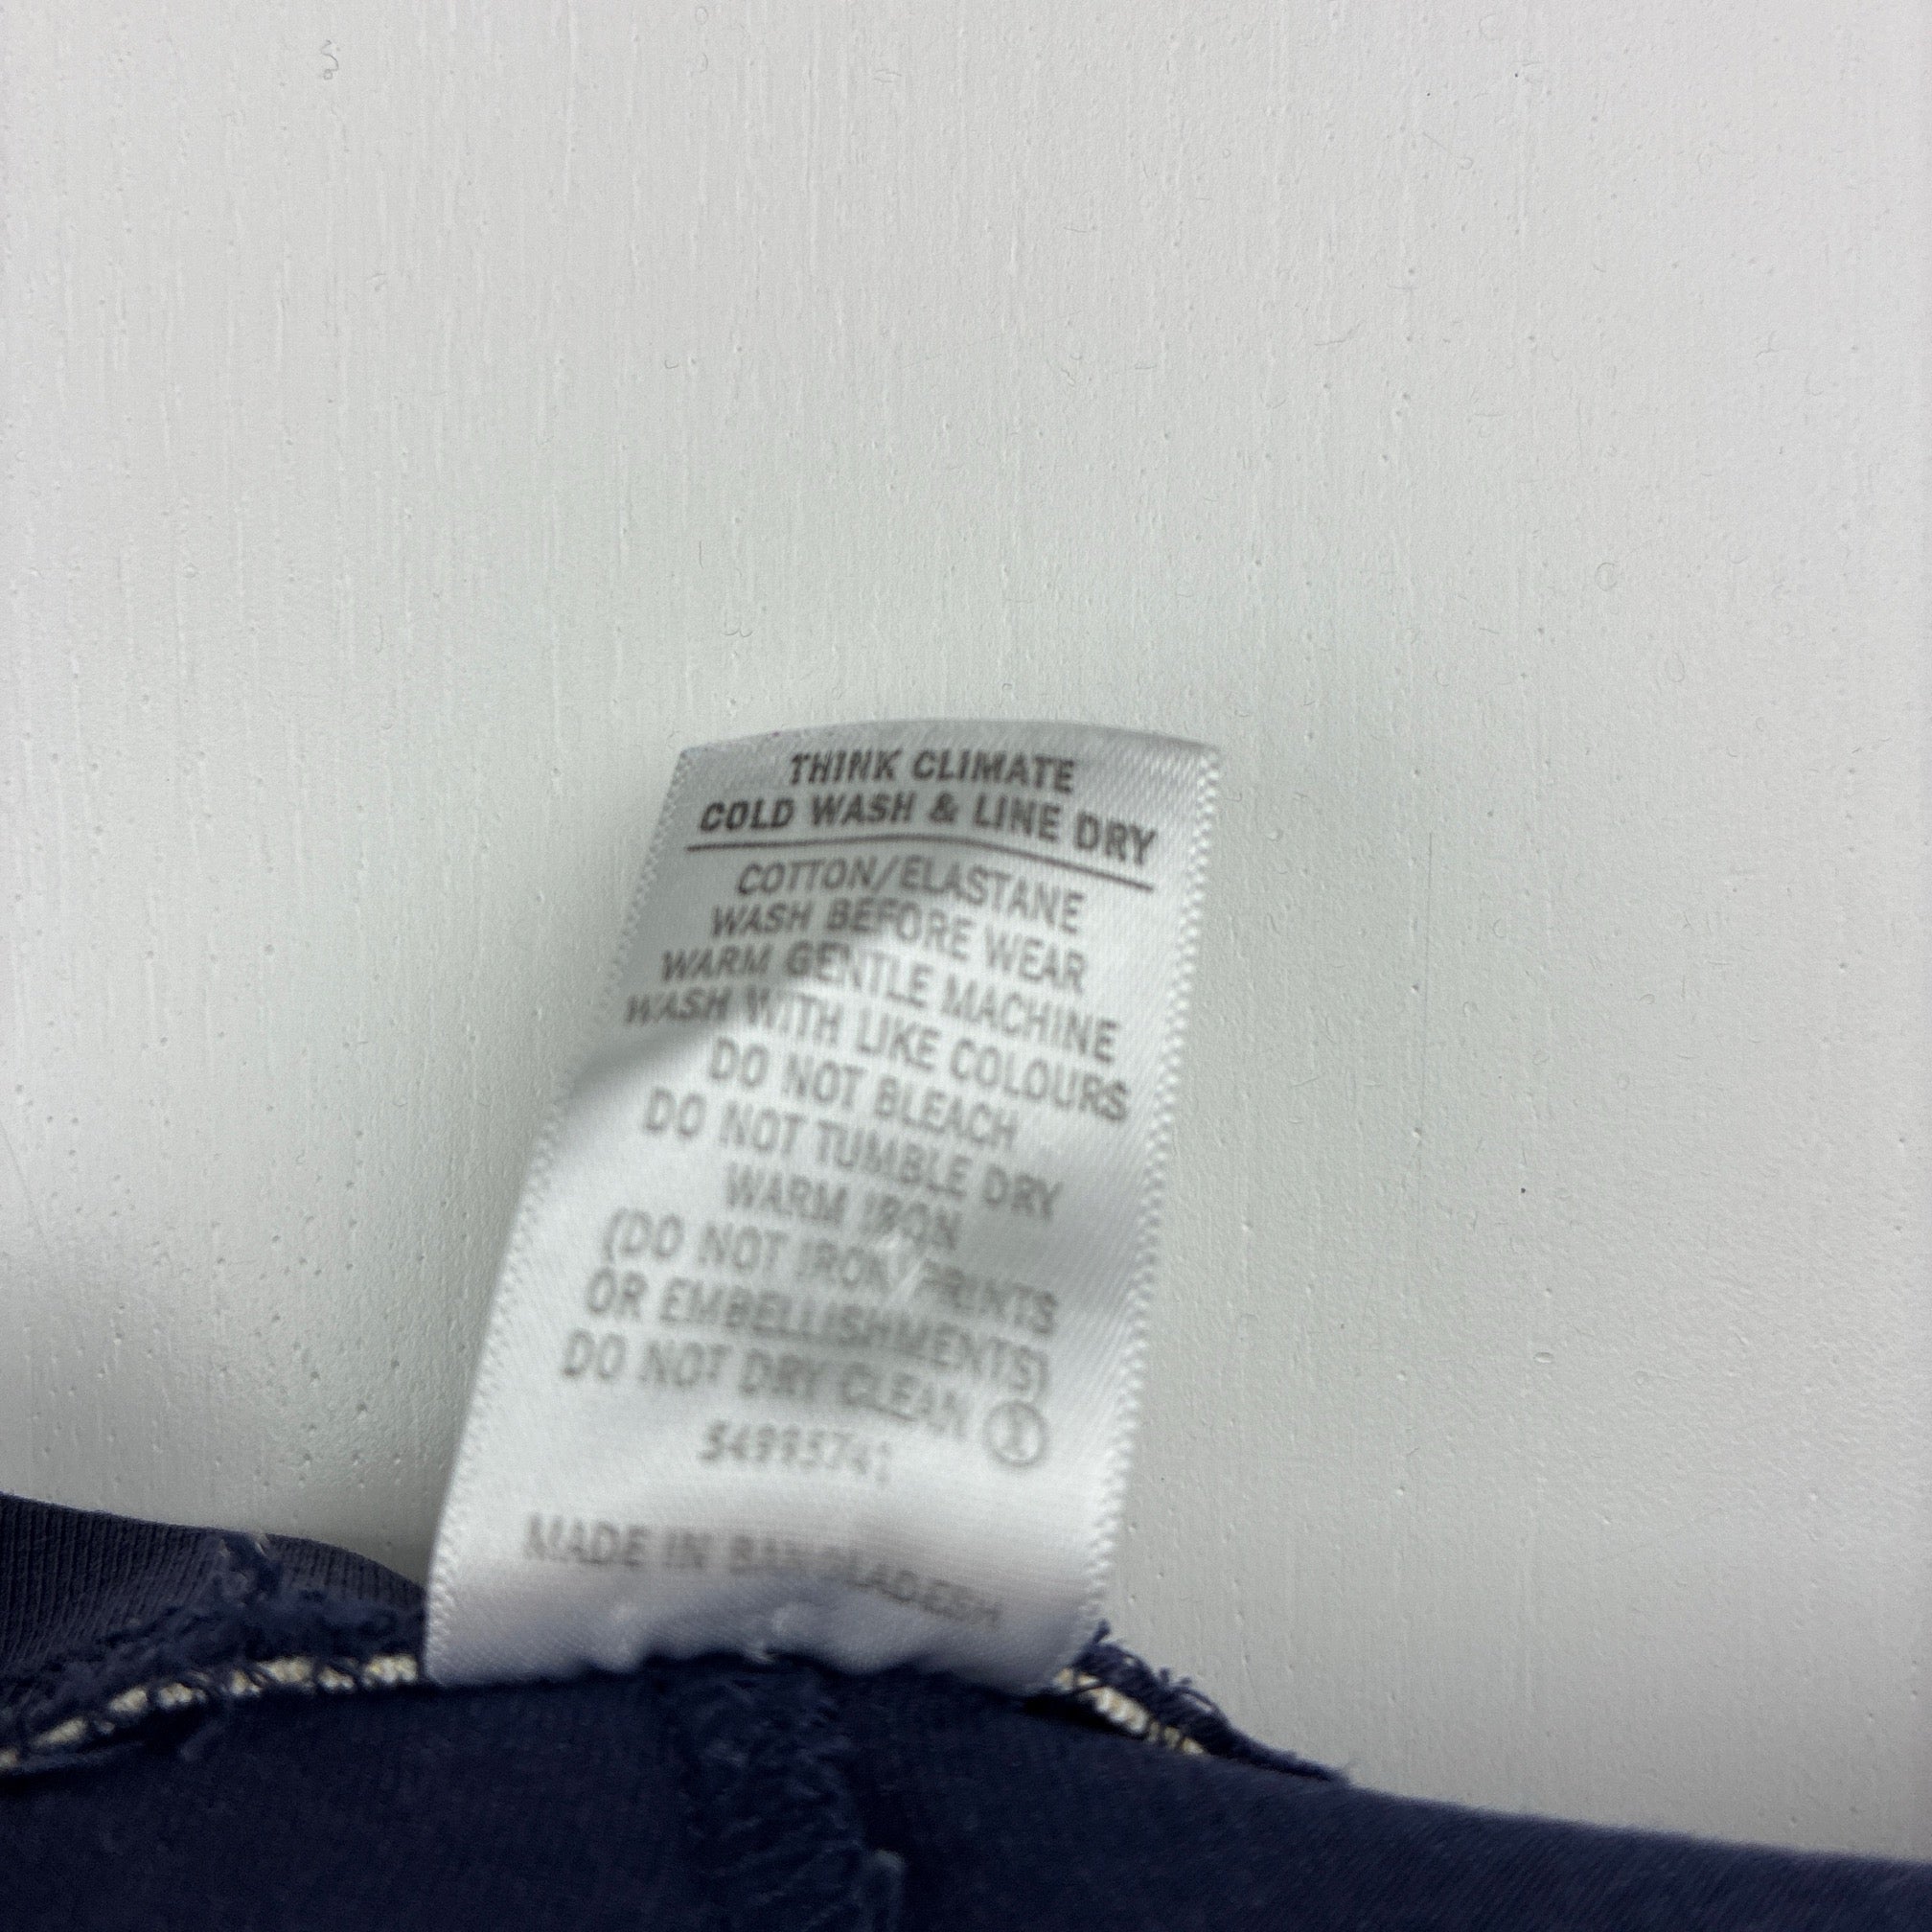 THINK CLIMATE
COLD WASH & LINE DRY
COTTON/ELASTANE
WASH BEFORE WEAR
WARM GENTLE MACHINE
WASH WITH LIKE COLOURS
DO NOT BLEACH
DO NOT TUMBLE DRY
WARM IRON
(DO NOT IRON PRINTS
OR EMBELLISHMENTS)
DO NOT DRY CLEAN
MADE IN BANGLADESH